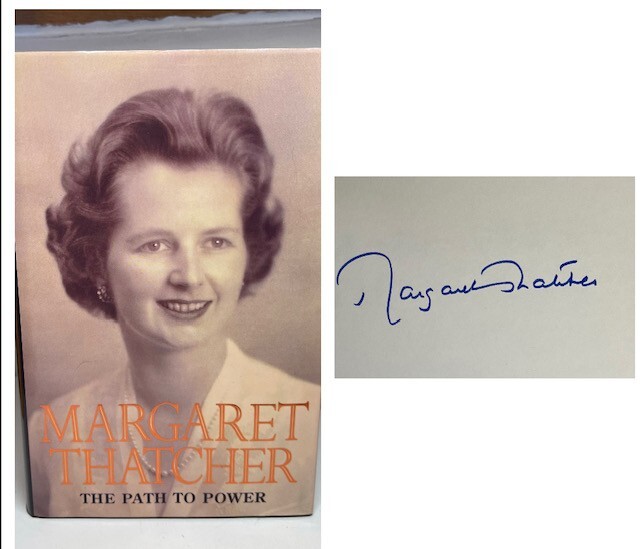 MARGARET
THATCHER
THE PATH TO POWER
Margaret Thatcher